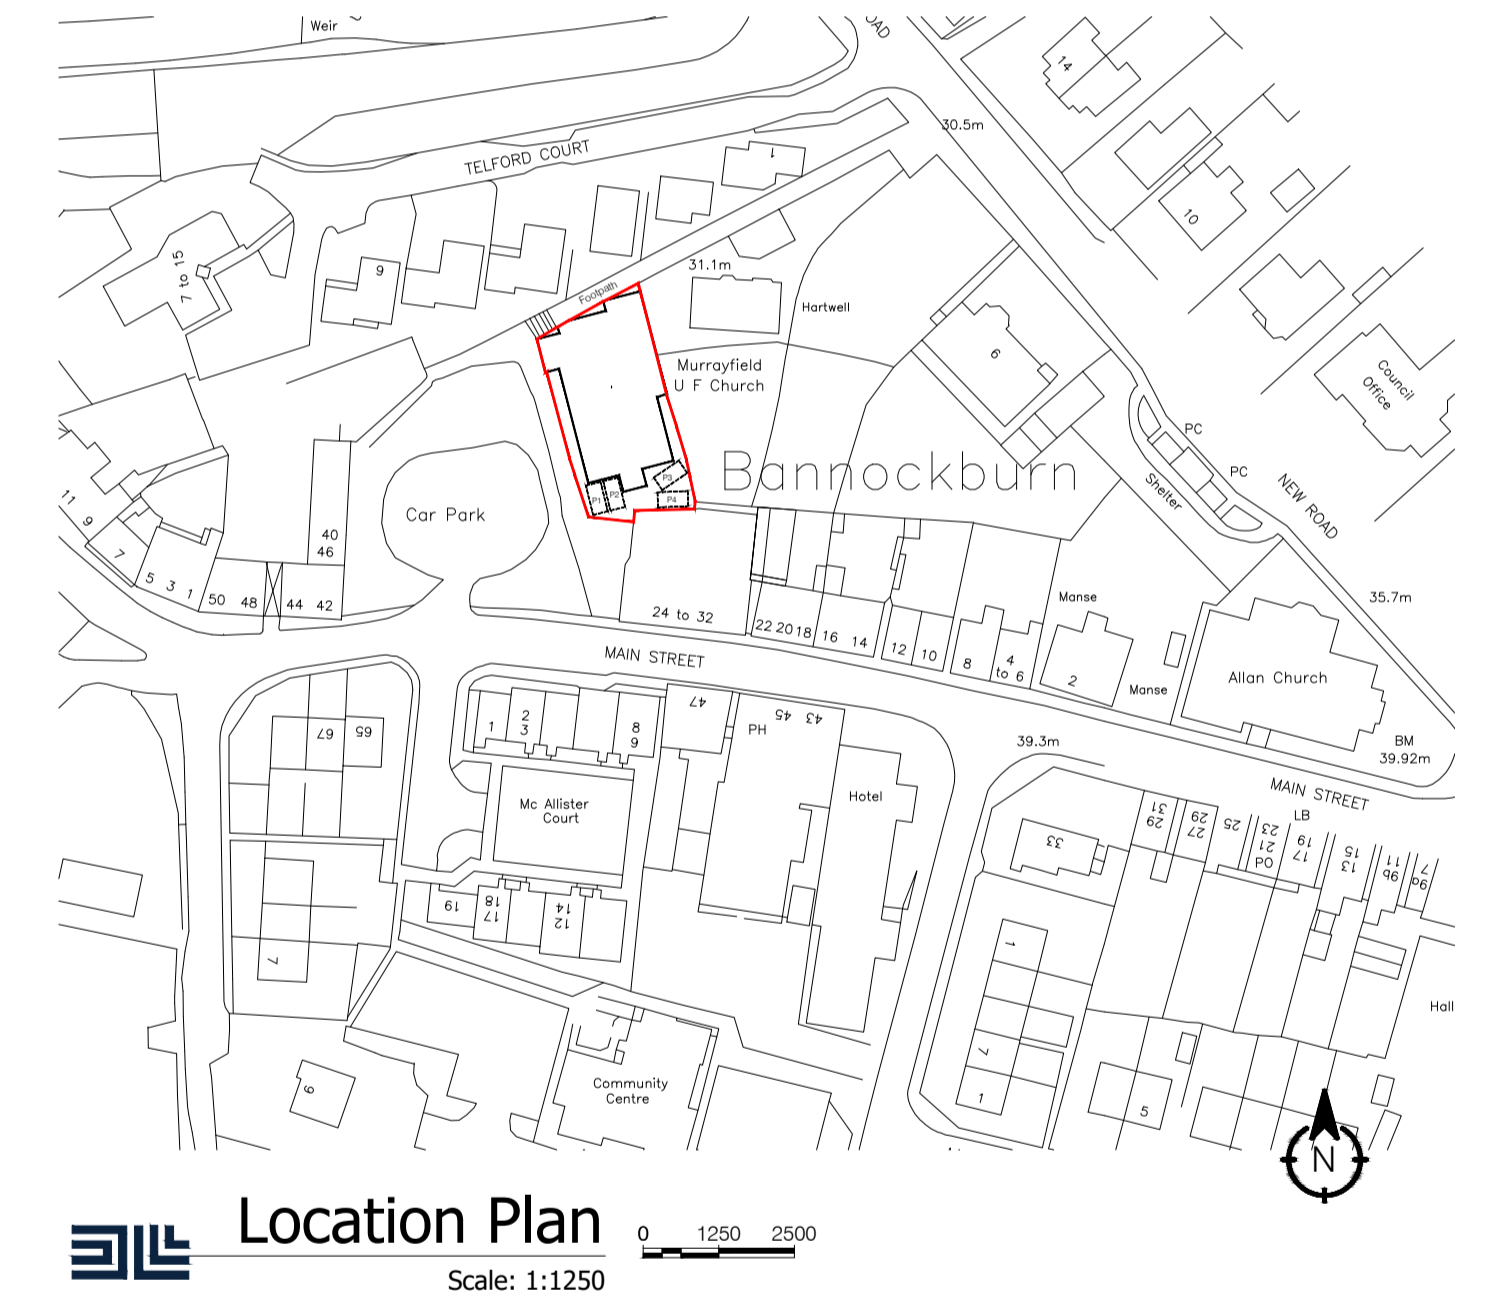 Weir
ROAD
14
30.5m
TELFORD COURT
1
10
7 to 15
9
31.1m
Footpath
Hartwell
6
Murrayfield
U F Church
Council
Office
PC
Bannockburn
PC
P3
Shelter
NEW ROAD
P1
P2
P4
11
9
Car Park
40
46
7
5
3
1
50
48
44
42
24 to 32
22
20
18
16
14
12
10
8
4
to 6
Manse
2
Manse
35.7m
Allan Church
MAIN STREET
BM
39.92m
67
65
1
2
3
8
9
47
PH
45
43
39.3m
Mc Allister
Court
Hotel
MAIN STREET
LB
31
29
29
27
25
23
21
PO
19
17
15
13
11
9b
7
9a
33
19
18
17
14
12
7
1
Hall
7
1
5
9
Community
Centre
N
Location Plan
Scale: 1:1250
0
1250
2500